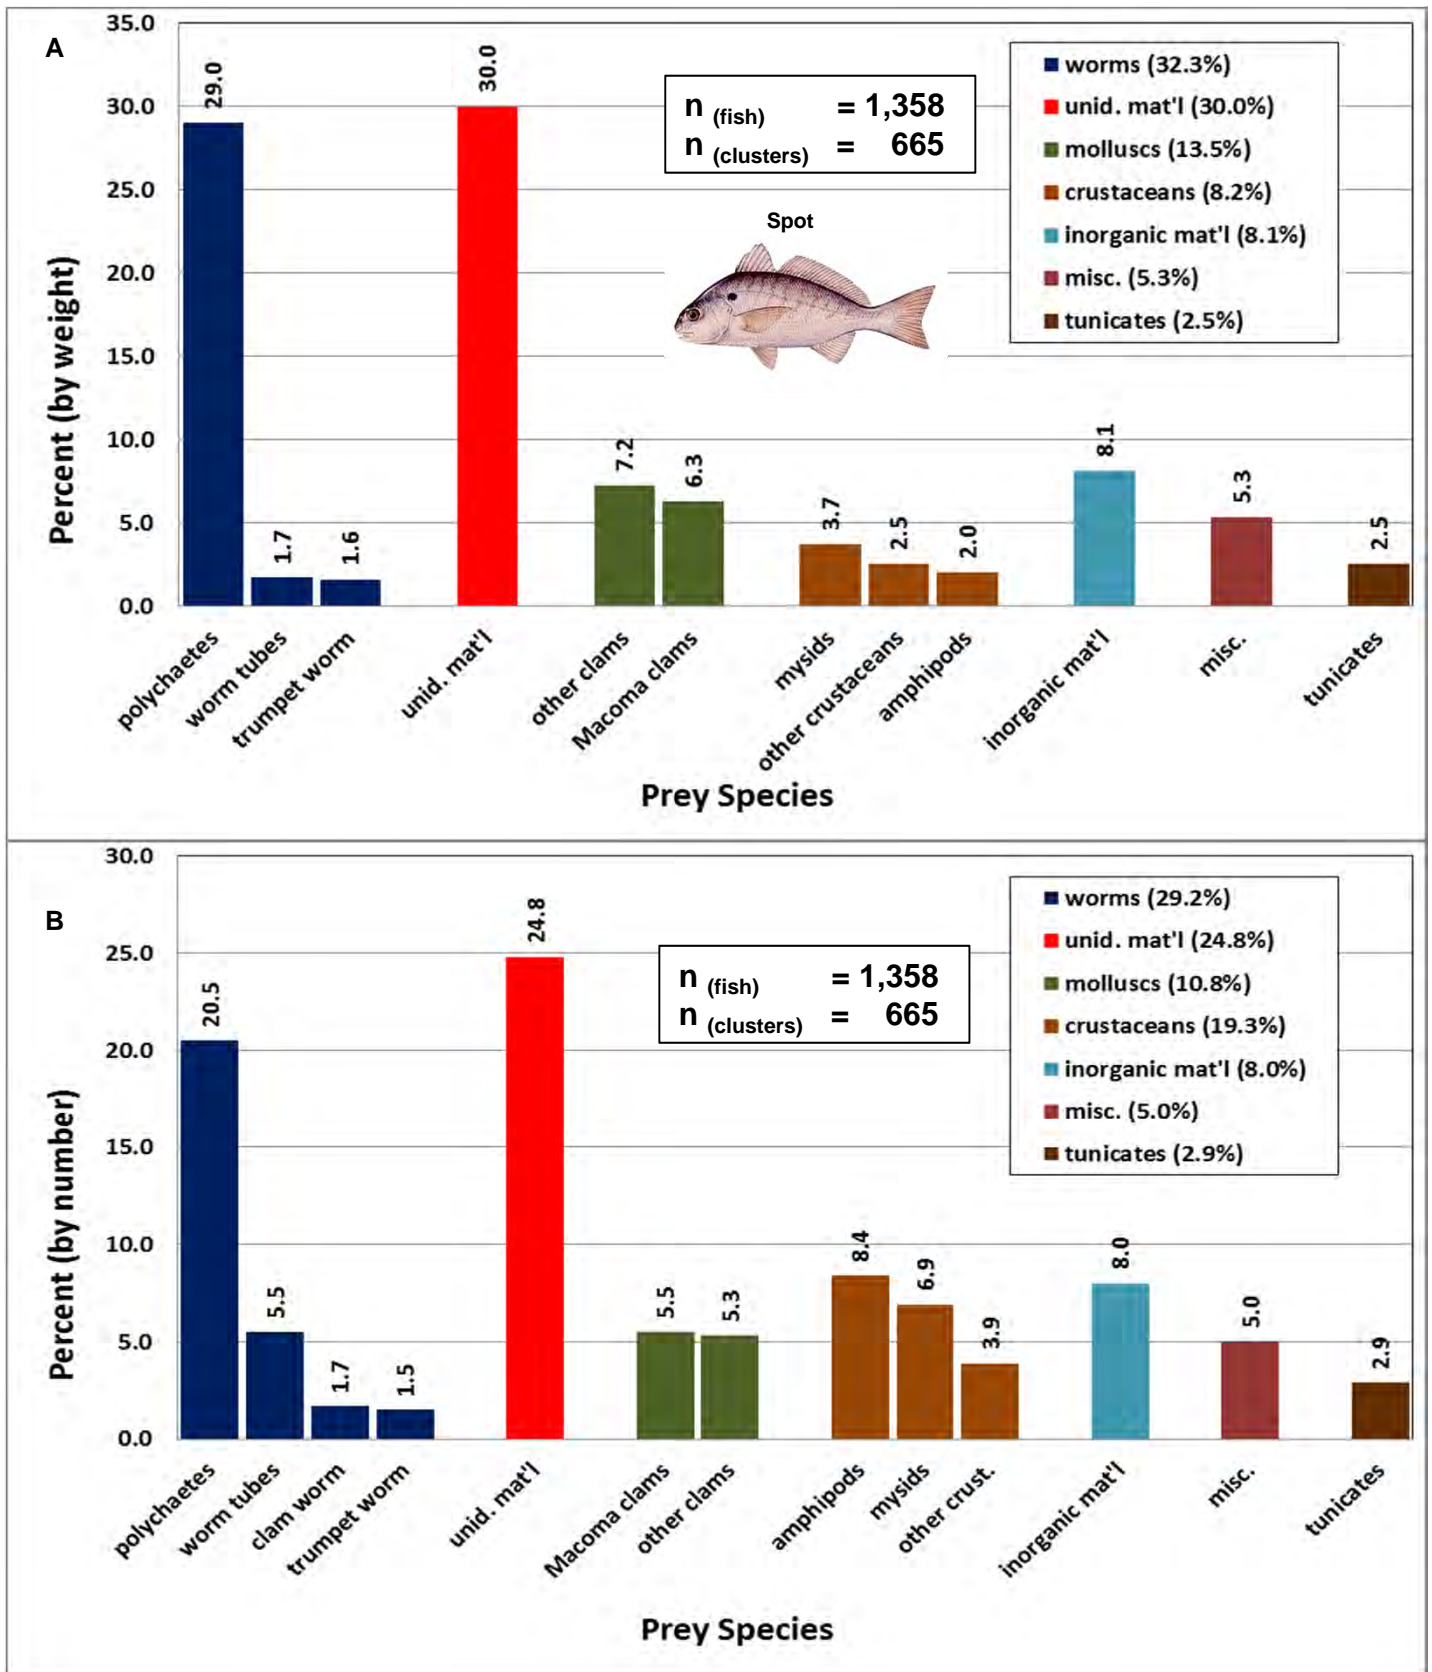 A
Percent (by weight)
35.0
30.0
25.0
20.0
15.0
10.0
5.0
0.0
29.0
1.7
1.6
30.0
7.2
6.3
3.7
2.5
2.0
8.1
5.3
2.5
n (fish) = 1,358
n (clusters) = 665
Spot
worms (32.3%)
unid. mat'l (30.0%)
molluscs (13.5%)
crustaceans (8.2%)
inorganic mat'l (8.1%)
misc. (5.3%)
tunicates (2.5%)
polychaetes
worm tubes
trumpet worm
unid. mat'l
other clams
Macoma clams
mysids
other crustaceans
amphipods
inorganic mat'l
misc.
tunicates
Prey Species
B
Percent (by number)
30.0
25.0
20.0
15.0
10.0
5.0
0.0
20.5
5.5
1.7
1.5
24.8
5.5
5.3
8.4
6.9
3.9
8.0
5.0
2.9
n (fish) = 1,358
n (clusters) = 665
worms (29.2%)
unid. mat'l (24.8%)
molluscs (10.8%)
crustaceans (19.3%)
inorganic mat'l (8.0%)
misc. (5.0%)
tunicates (2.9%)
polychaetes
worm tubes
clam worm
trumpet worm
unid. mat'l
Macoma clams
other clams
amphipods
mysids
other crust.
inorganic mat'l
misc.
tunicates
Prey Species